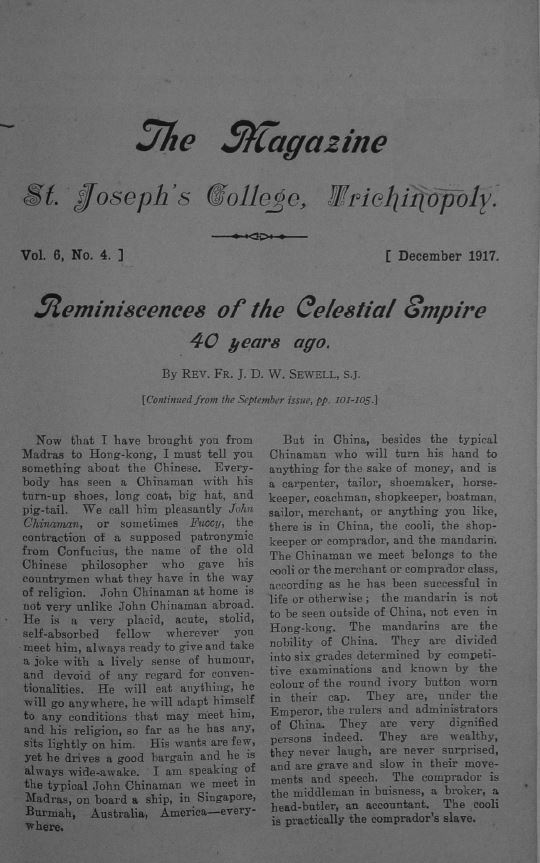 The Magazine
St. Joseph's College, Trichinopoly.
Vol. 6, No. 4. ]
[ December 1917.
Reminiscences of the Celestial Empire
40 years ago.
By Rev. Fr. J. D. W. Sewell, s.j.
[Continued from the September issue, pp. 101-105.]
Now that I have brought you from
Madras to Hong-kong, I must tell you
something about the Chinese. Every-
body has seen a Chinaman with his
turn-up shoes, long coat, big hat, and
pig-tail. We call him pleasantly John
Chinaman, or sometimes Fuccy, the
contraction of a supposed patronymic
from Confucius, the name of the old
Chinese philosopher who gave his
countrymen what they have in the way
of religion. John Chinaman at home is
not very unlike John Chinaman abroad.
He is a very placid, acute, stolid,
self-absorbed fellow wherever you
meet him, always ready to give and take
a joke with a lively sense of humour,
and devoid of any regard for conven-
tionalities. He will eat anything, he
will go anywhere, he will adapt himself
to any conditions that may meet him,
and his religion, so far as he has any,
sits lightly on him. His wants are few,
yet he drives a good bargain and he is
always wide-awake. I am speaking of
the typical John Chinaman we meet in
Madras, on board a ship, in Singapore,
Burmah, Australia, America—every-
where.
But in China, besides the typical
Chinaman who will turn his hand to
anything for the sake of money, and is
a carpenter, tailor, shoemaker, horse-
keeper, coachman, shopkeeper, boatman,
sailor, merchant, or anything you like,
there is in China, the cooli, the shop-
keeper or comprador, and the mandarin.
The Chinaman we meet belongs to the
cooli or the merchant or comprador class,
according as he has been successful in
life or otherwise ; the mandarin is not
to be seen outside of China, not even in
Hong-kong. The mandarins are the
nobility of China. They are divided
into six grades determined by competi-
tive examinations and known by the
colour of the round ivory button worn
in their cap. They are, under the
Emperor, the rulers and administrators
of China. They are very dignified
persons indeed. They are wealthy,
they never laugh, are never surprised,
and are grave and slow in their move-
ments and speech. The comprador is
the middleman in buisness, a broker, a
head-butler, an accountant. The cooli
is practically the comprador's slave.